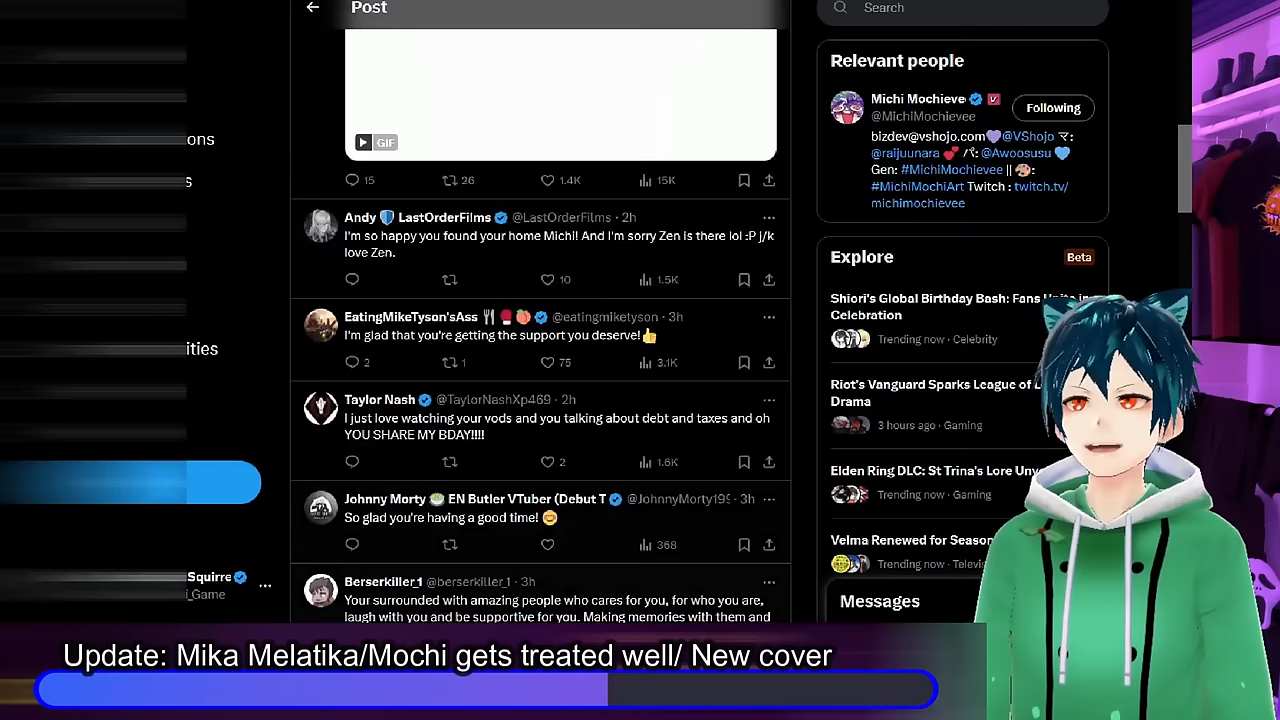 Post
GIF
15
26
1.4K
15K
Andy 🛡️ LastOrderFilms @LastOrderFilms · 2h
I'm so happy you found your home Michi! And I'm sorry Zen is there lol :P j/k
love Zen.
10
1.5K
EatingMikeTyson'sAss 🍴🥊🍑 @eatingmiketyson · 3h
I'm glad that you're getting the support you deserve!👍
2
1
75
3.1K
Taylor Nash @TaylorNashXp469 · 2h
I just love watching your vods and you talking about debt and taxes and oh
YOU SHARE MY BDAY!!!!
2
1.6K
Johnny Morty 🍵 EN Butler VTuber (Debut T @JohnnyMorty199 · 3h
So glad you're having a good time! 😊
368
Berserkiller_1 @berserkiller_1 · 3h
Your surrounded with amazing people who cares for you, for who you are,
laugh with you and be supportive for you. Making memories with them and
ons
s
ities
Squirre
i_Game
Search
Relevant people
Michi Mochieve
@MichiMochievee
Following
bizdev@vshojo.com💜@VShojo マ:
@raijuunara 💕 パ: @Awoosusu 🩵
Gen: #MichiMochievee || 🎨:
#MichiMochiArt Twitch : twitch.tv/
michimochievee
Explore
Beta
Shiori's Global Birthday Bash: Fans Unite in
Celebration
Trending now · Celebrity
Riot's Vanguard Sparks League of
Drama
3 hours ago · Gaming
Elden Ring DLC: St Trina's Lore
Trending now · Gaming
Velma Renewed for Season
Trending now ·
Messages
Update: Mika Melatika/Mochi gets treated well/ New cover